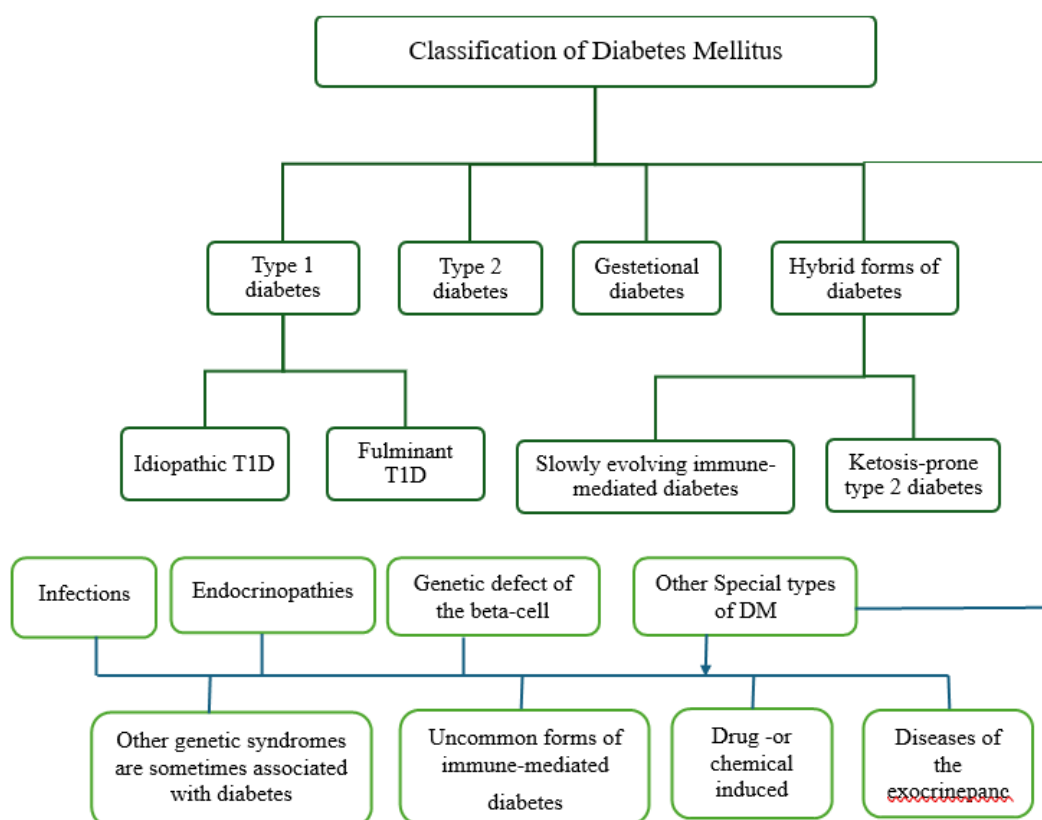 Classification of Diabetes Mellitus
Type 1
diabetes
Type 2
diabetes
Gestetional
diabetes
Hybrid forms of
diabetes
Idiopathic T1D
Fulminant
T1D
Slowly evolving immune-
mediated diabetes
Ketosis-prone
type 2 diabetes
Infections
Endocrinopathies
Genetic defect of
the beta-cell
Other Special types
of DM
Other genetic syndromes
are sometimes associated
with diabetes
Uncommon forms of
immune-mediated
diabetes
Drug -or
chemical
induced
Diseases of
the
exocrinepanc